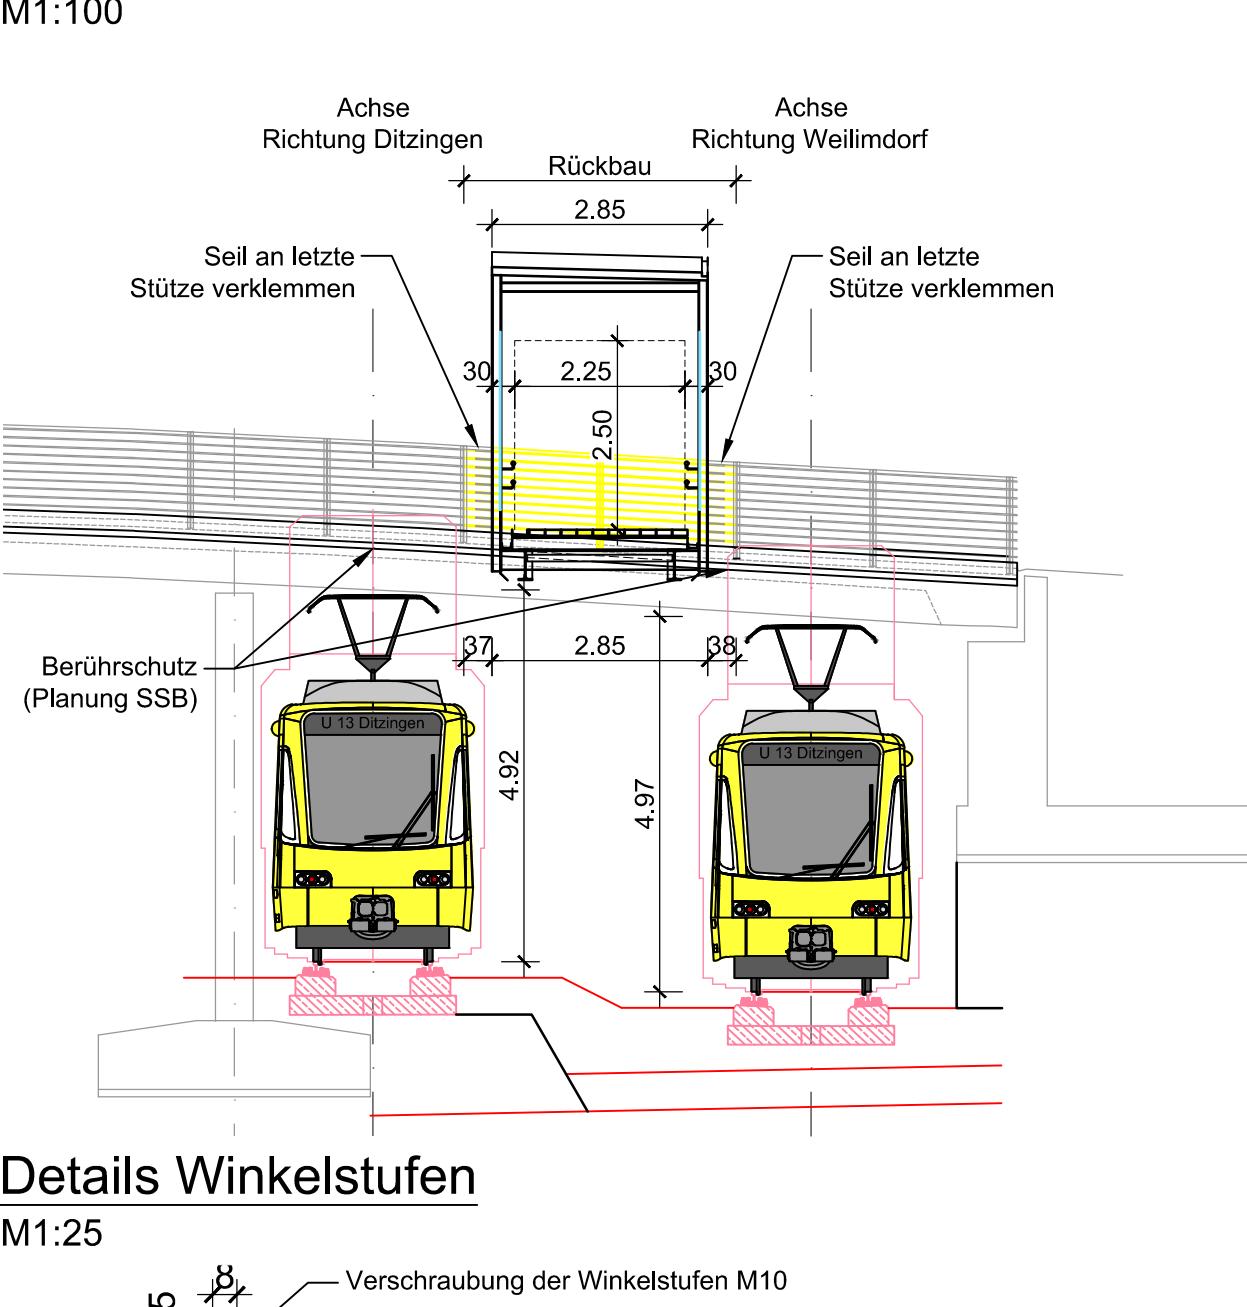 M1:100
Achse
Richtung Ditzingen
Achse
Richtung Weilimdorf
Rückbau
2.85
Seil an letzte
Stütze verklemmen
Seil an letzte
Stütze verklemmen
30
2.25
30
2.50
37
2.85
38
Berührschutz
(Planung SSB)
U 13 Ditzingen
U 13 Ditzingen
4.92
4.97
Details Winkelstufen
M1:25
8
Verschraubung der Winkelstufen M10
5